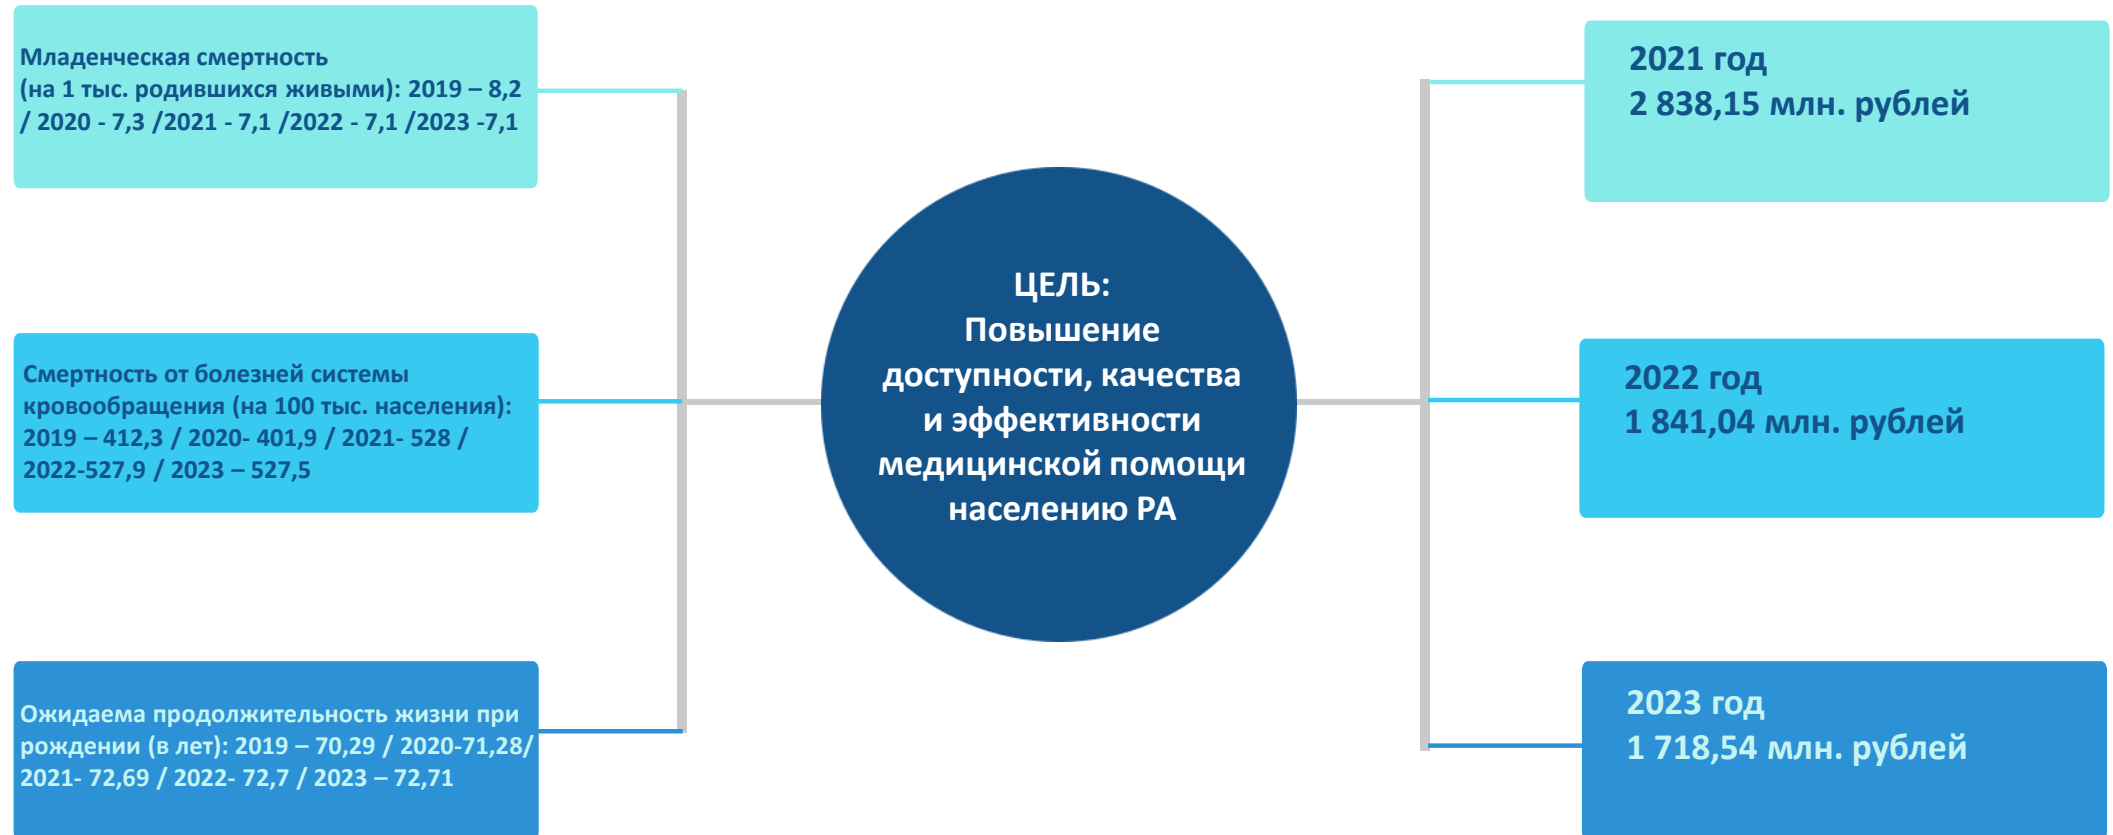 Младенческая смертность
(на 1 тыс. родившихся живыми): 2019 – 8,2
/ 2020 - 7,3 /2021 - 7,1 /2022 - 7,1 /2023 -7,1
Смертность от болезней системы
кровообращения (на 100 тыс. населения):
2019 – 412,3 / 2020- 401,9 / 2021- 528 /
2022-527,9 / 2023 – 527,5
Ожидаема продолжительность жизни при
рождении (в лет): 2019 – 70,29 / 2020-71,28/
2021- 72,69 / 2022- 72,7 / 2023 – 72,71
ЦЕЛЬ:
Повышение
доступности, качества
и эффективности
медицинской помощи
населению РА
2021 год
2 838,15 млн. рублей
2022 год
1 841,04 млн. рублей
2023 год
1 718,54 млн. рублей